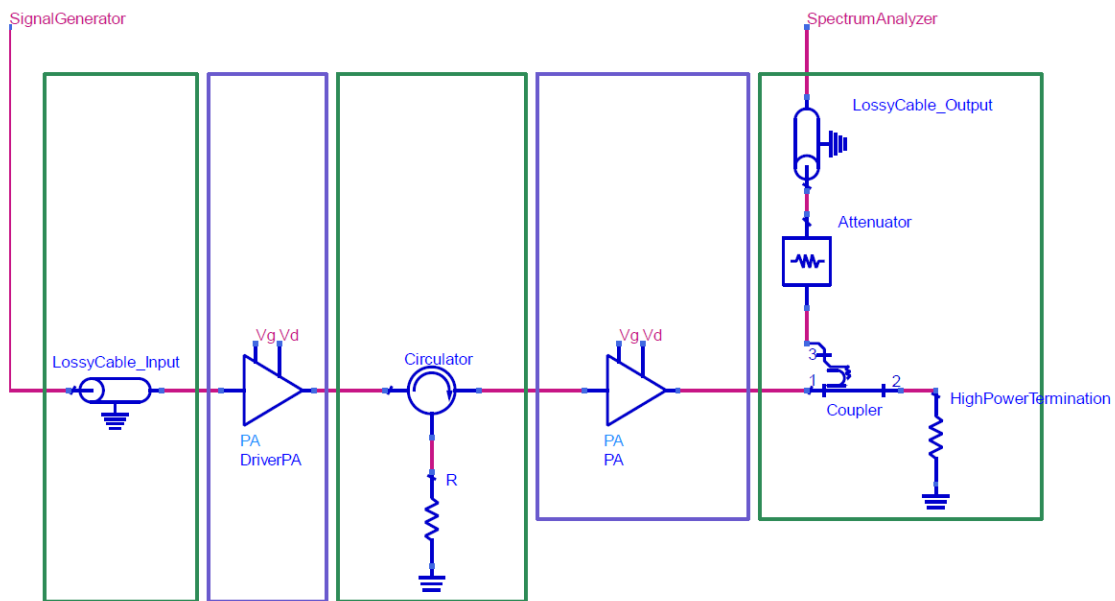 SignalGenerator
SpectrumAnalyzer
LossyCable_Output
Attenuator
Vg Vd
Vg Vd
LossyCable_Input
Circulator
3
1
2
Coupler
HighPowerTermination
PA
DriverPA
PA
PA
R